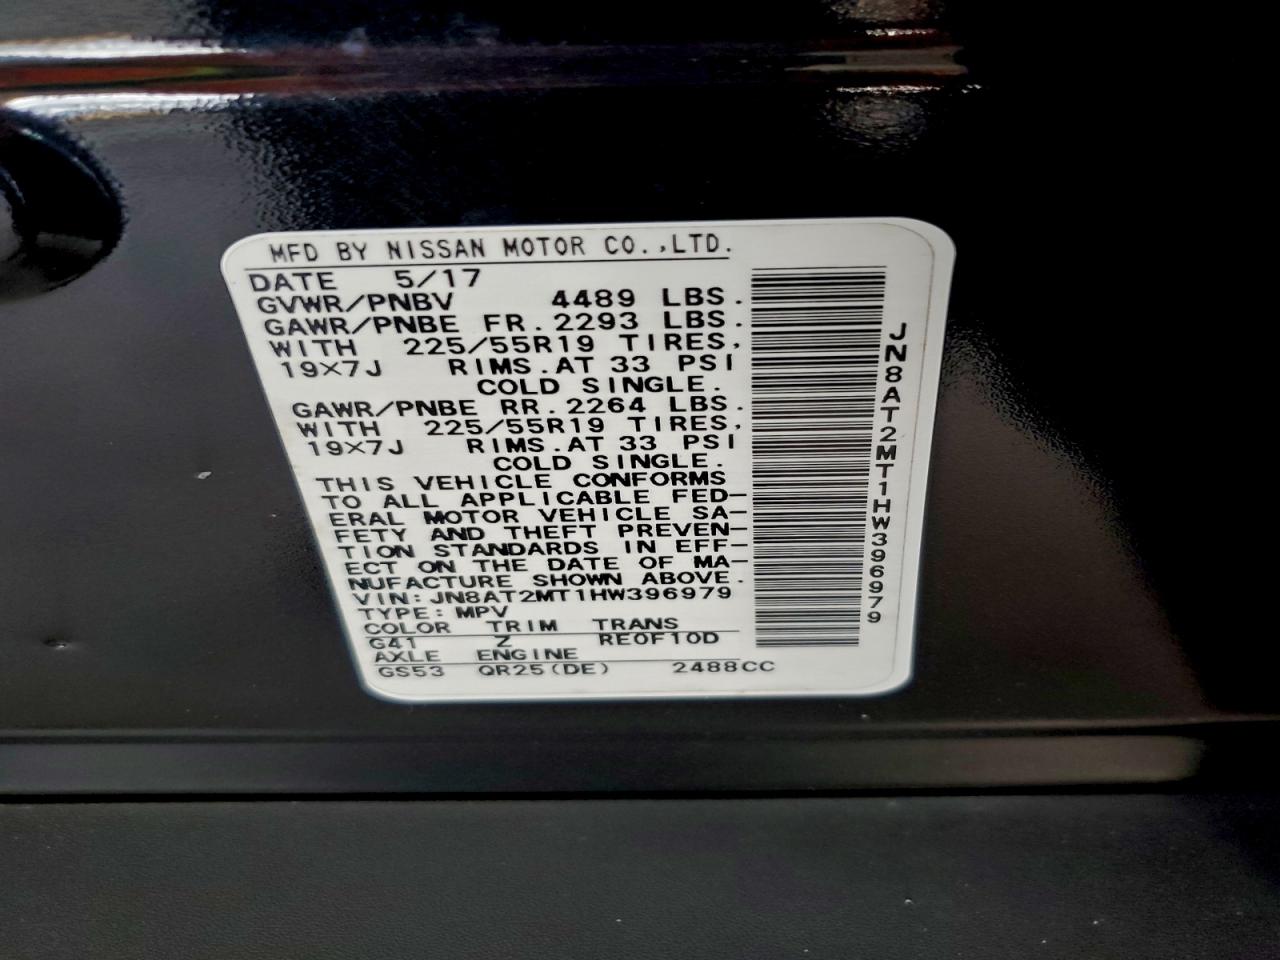 MFD BY NISSAN MOTOR CO.,LTD.
DATE 5/17
GVWR/PNBV 4489 LBS.
GAWR/PNBE FR. 2293 LBS.
WITH 225/55R19 TIRES,
19×7J RIMS.AT 33 PSI
COLD SINGLE.
GAWR/PNBE RR. 2264 LBS.
WITH 225/55R19 TIRES,
19×7J RIMS.AT 33 PSI
COLD SINGLE.
THIS VEHICLE CONFORMS
TO ALL APPLICABLE FED-
ERAL MOTOR VEHICLE SA-
FETY AND THEFT PREVEN-
TION STANDARDS IN EFF-
ECT ON THE DATE OF MA-
NUFACTURE SHOWN ABOVE.
VIN: JN8AT2MT1HW396979
TYPE: MPV
COLOR TRIM TRANS
G41 Z RE0F10D
AXLE ENGINE
GS53 QR25(DE) 2488CC
JN8AT2MT1HW396979